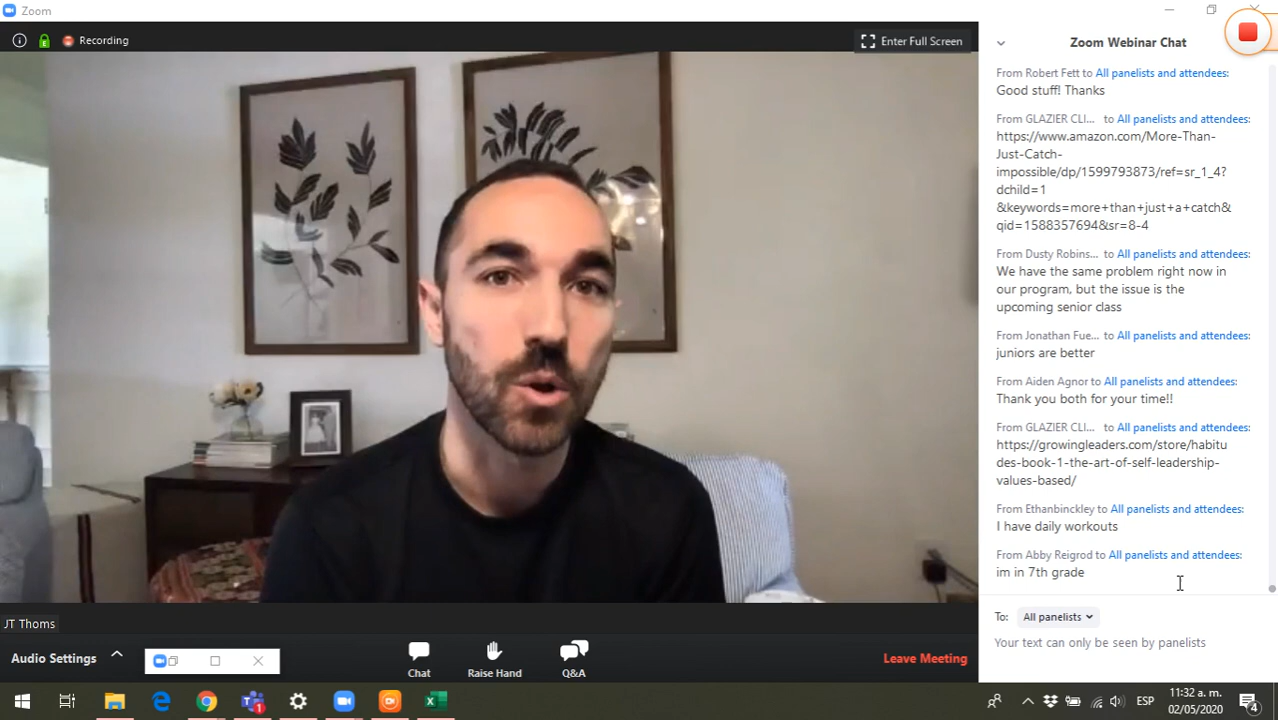 Zoom
Recording
Enter Full Screen
Zoom Webinar Chat
From Robert Fett to All panelists and attendees:
Good stuff! Thanks
From GLAZIER CLI... to All panelists and attendees:
https://www.amazon.com/More-Than-
Just-Catch-
impossible/dp/1599793873/ref=sr_1_4?
dchild=1
&keywords=more+than+just+a+catch&
qid=1588357694&sr=8-4
From Dusty Robins... to All panelists and attendees:
We have the same problem right now in
our program, but the issue is the
upcoming senior class
From Jonathan Fue... to All panelists and attendees:
juniors are better
From Aiden Agnor to All panelists and attendees:
Thank you both for your time!!
From GLAZIER CLI... to All panelists and attendees:
https://growingleaders.com/store/habitu
des-book-1-the-art-of-self-leadership-
values-based/
From Ethanbinckley to All panelists and attendees:
I have daily workouts
From Abby Reigrod to All panelists and attendees:
im in 7th grade
To: All panelists
Your text can only be seen by panelists
JT Thoms
Audio Settings
Chat
Raise Hand
Q&A
Leave Meeting
1
ESP
11:32 a. m.
02/05/2020
4